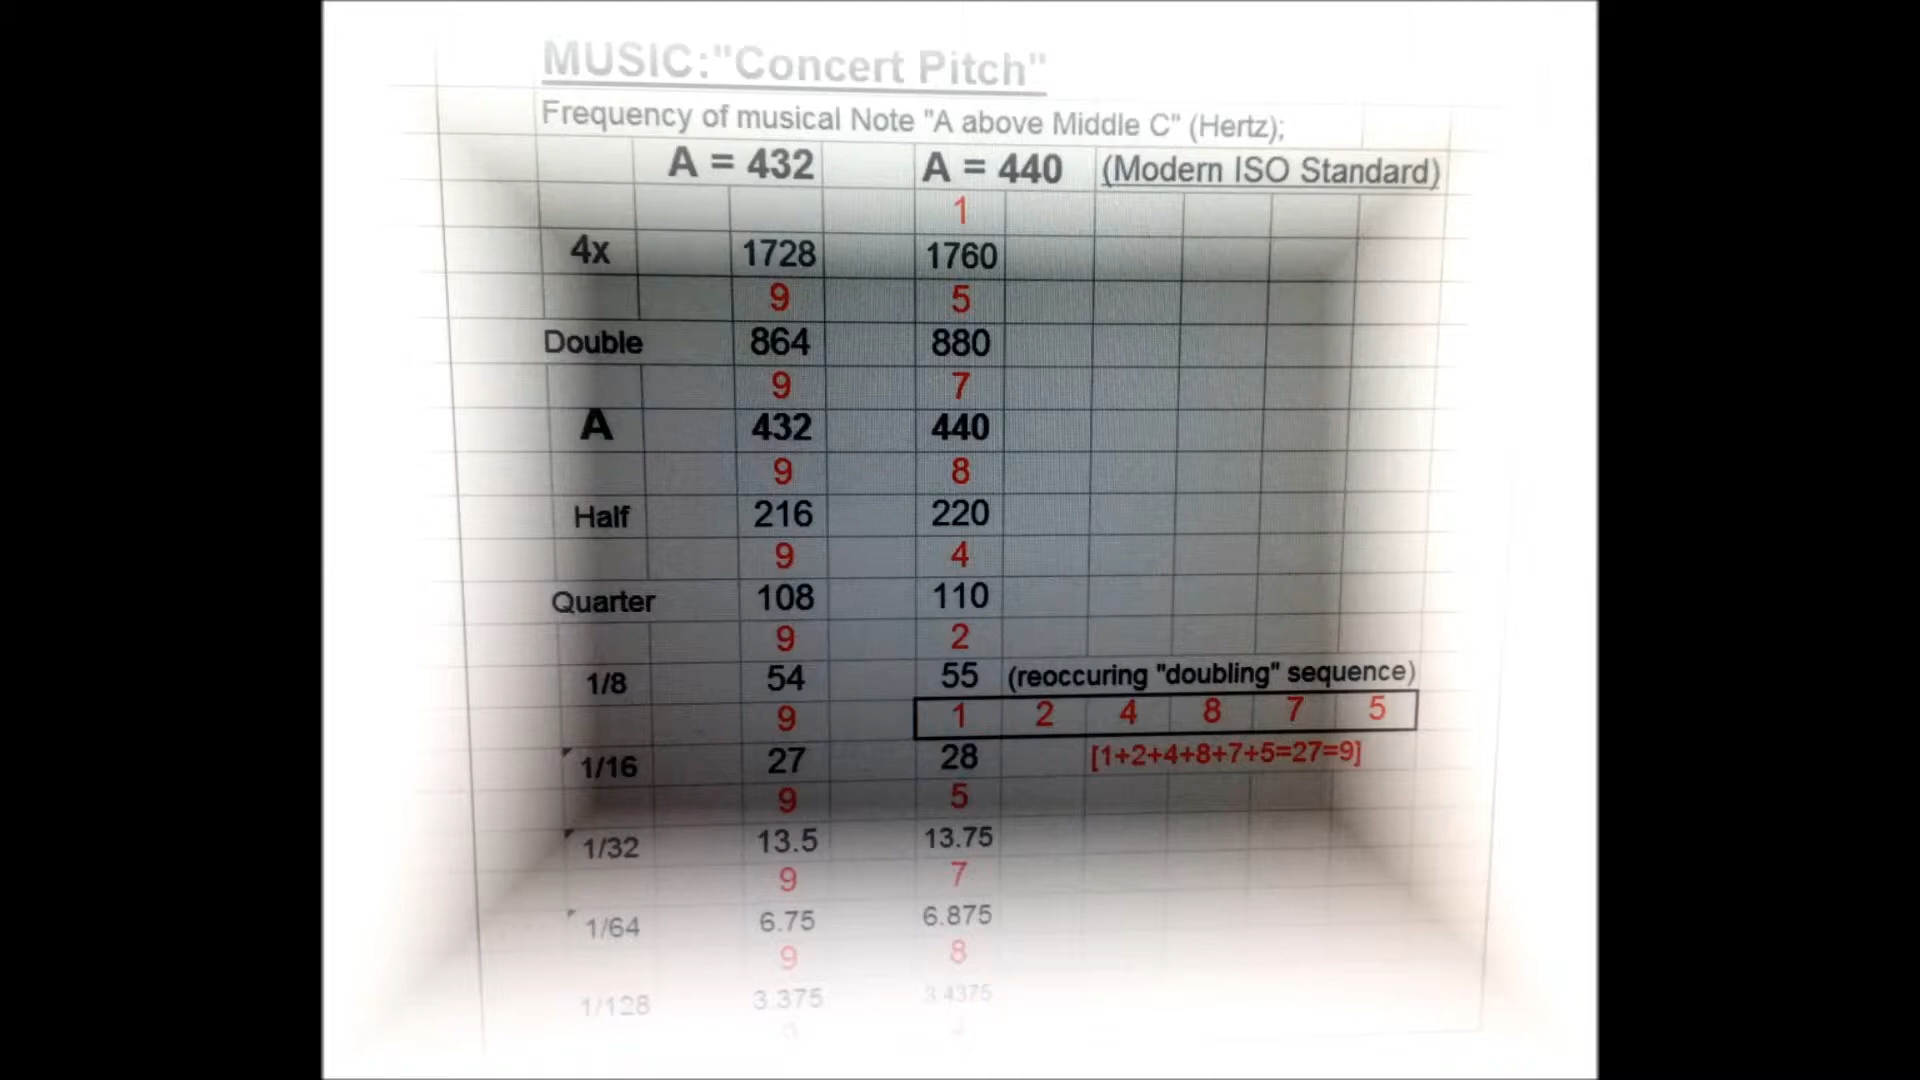 MUSIC:"Concert Pitch"
Frequency of musical Note "A above Middle C" (Hertz);
A = 432 A = 440 (Modern ISO Standard)
1
4x 1728 1760
9 5
Double 864 880
9 7
A 432 440
9 8
Half 216 220
9 4
Quarter 108 110
9 2
1/8 54 55 (reoccuring "doubling" sequence)
9 1 2 4 8 7 5
1/16 27 28 [1+2+4+8+7+5=27=9]
9 5
1/32 13.5 13.75
9 7
1/64 6.75 6.875
9 8
1/128 3.375 3.4375
9 4